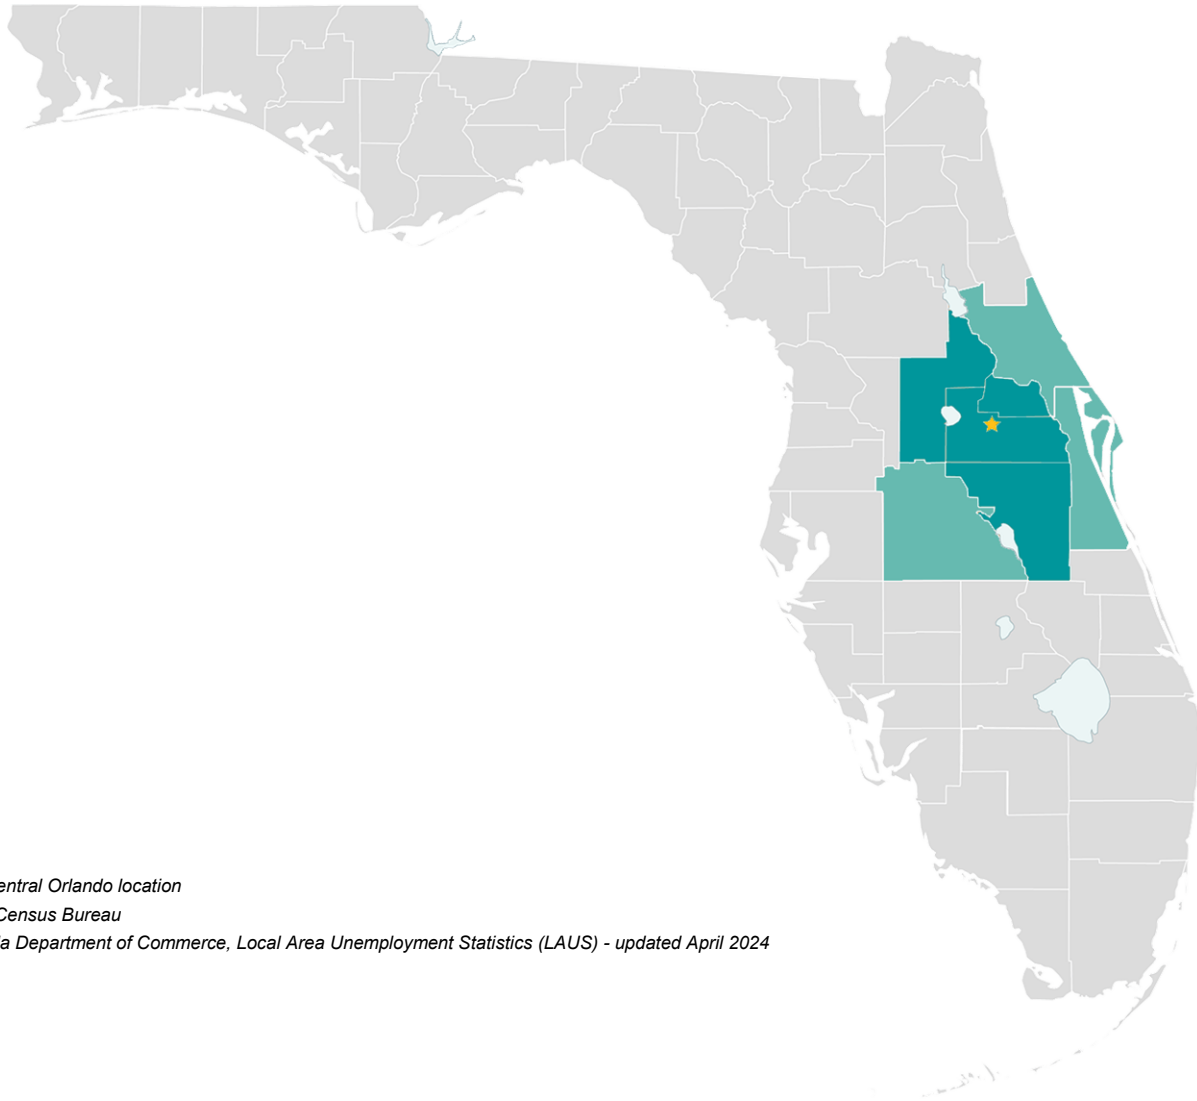 entral Orlando location
Census Bureau
a Department of Commerce, Local Area Unemployment Statistics (LAUS) - updated April 2024